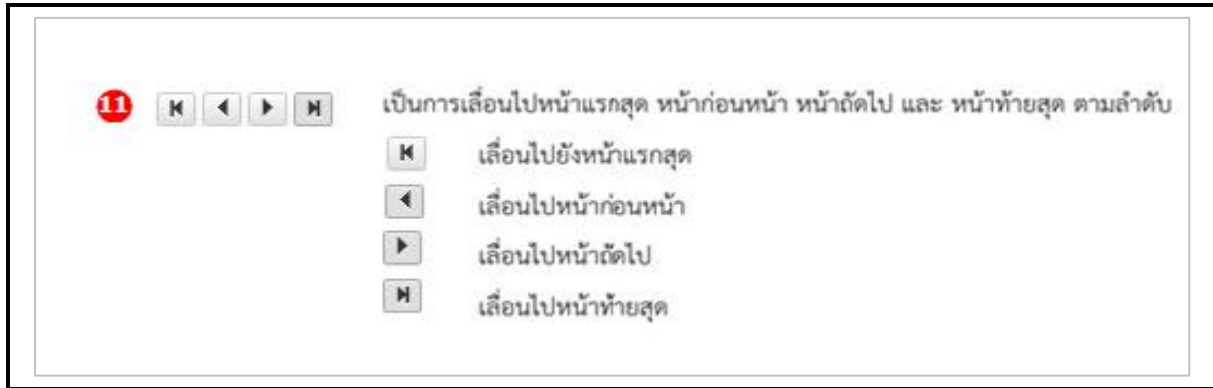 11 เป็นการเลื่อนไปหน้าแรกสุด หน้าก่อนหน้า หน้าถัดไป และ หน้าท้ายสุด ตามลำดับ
เลื่อนไปยังหน้าแรกสุด
เลื่อนไปหน้าก่อนหน้า
เลื่อนไปหน้าถัดไป
เลื่อนไปหน้าท้ายสุด